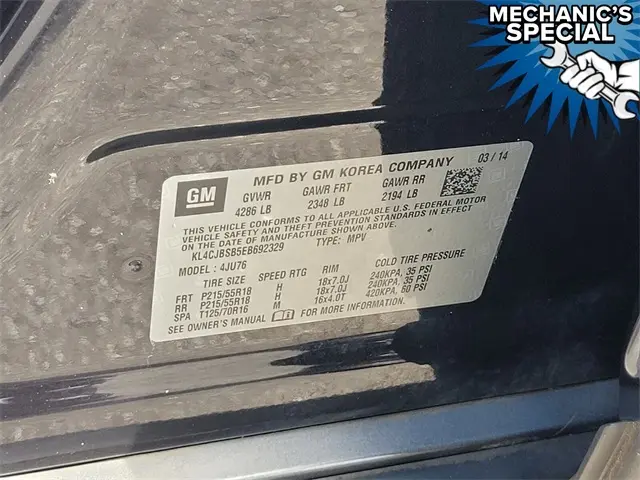 MECHANIC'S
SPECIAL
GM
MFD BY GM KOREA COMPANY 03/14
GVWR GAWR FRT GAWR RR
4286 LB 2348 LB 2194 LB
THIS VEHICLE CONFORMS TO ALL APPLICABLE U.S. FEDERAL MOTOR
VEHICLE SAFETY AND THEFT PREVENTION STANDARDS IN EFFECT
ON THE DATE OF MANUFACTURE SHOWN ABOVE.
KL4CJBSB5EB692329 TYPE: MPV
MODEL: 4JU76
TIRE SIZE SPEED RTG RIM COLD TIRE PRESSURE
FRT P215/55R18 H 18x7.0J 240KPA, 35 PSI
RR P215/55R18 H 18x7.0J 240KPA, 35 PSI
SPA T125/70R16 M 16x4.0T 420KPA, 60 PSI
SEE OWNER'S MANUAL FOR MORE INFORMATION.